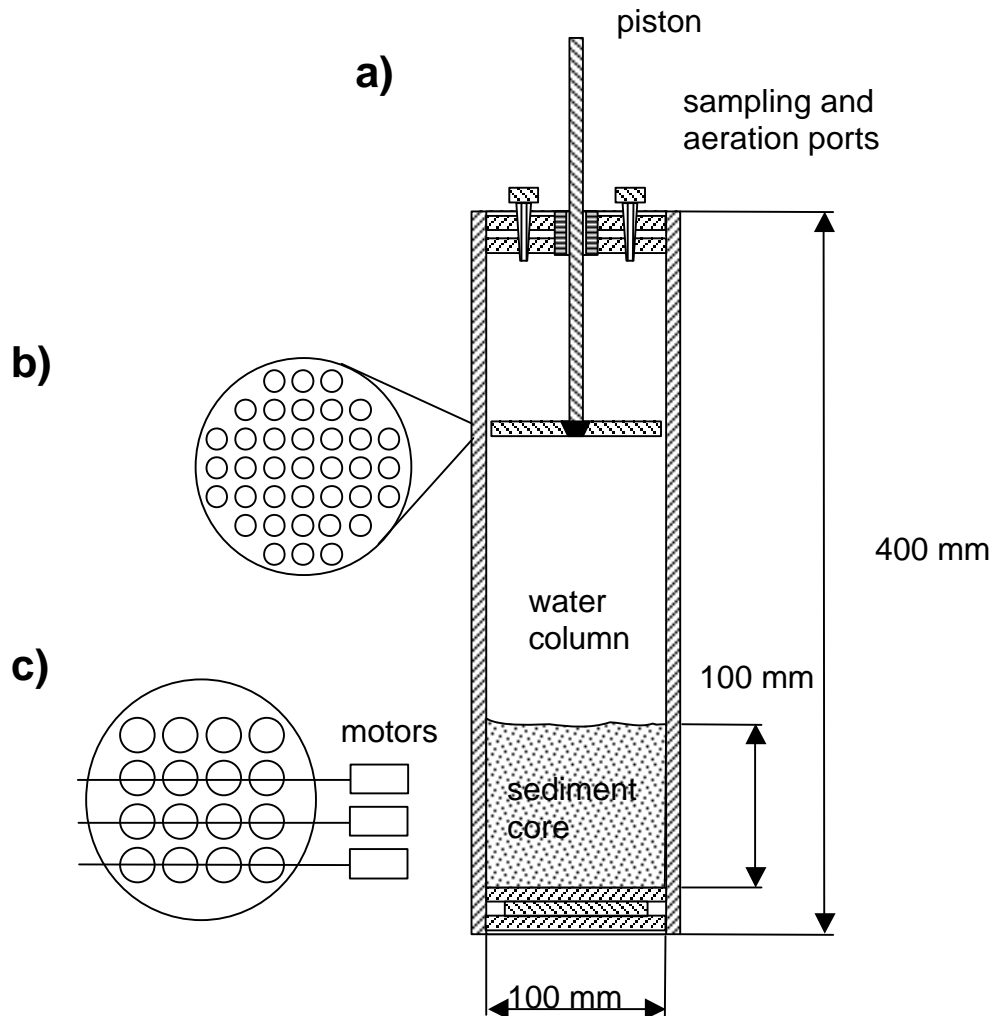 piston
a)
sampling and
aeration ports
b)
400 mm
water
column
c)
100 mm
motors
sediment
core
100 mm